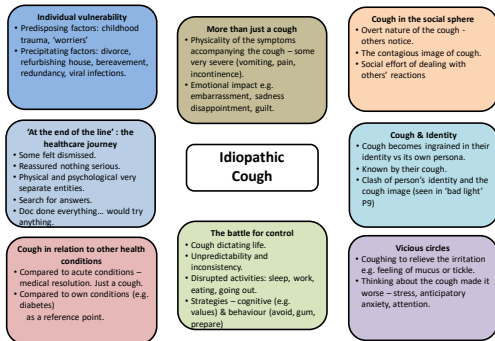 Individual vulnerability
• Predisposing factors: childhood
trauma, 'worriers'
• Precipitating factors: divorce,
refurbishing house, bereavement,
redundancy, viral infections.
More than just a cough
• Physicality of the symptoms
accompanying the cough – some
very severe (vomiting, pain,
incontinence).
• Emotional impact e.g.
embarrassment, sadness
disappointment, guilt.
Cough in the social sphere
• Overt nature of the cough -
others notice.
• The contagious image of cough.
• Social effort of dealing with
others' reactions
'At the end of the line' : the
healthcare journey
• Some felt dismissed.
• Reassured nothing serious.
• Physical and psychological very
separate entities.
• Search for answers.
• Doc done everything... would try
anything.
Idiopathic
Cough
Cough & Identity
• Cough becomes ingrained in their
identity vs its own persona.
• Known by their cough.
• Clash of person's identity and the
cough image (seen in 'bad light'
P9)
Cough in relation to other health
conditions
• Compared to acute conditions –
medical resolution. Just a cough.
• Compared to own conditions (e.g.
diabetes)
as a reference point.
The battle for control
• Cough dictating life.
• Unpredictability and
inconsistency.
• Disrupted activities: sleep, work,
eating, going out.
• Strategies – cognitive (e.g.
values) & behaviour (avoid, gum,
prepare)
Vicious circles
• Coughing to relieve the irritation
e.g. feeling of mucus or tickle.
• Thinking about the cough made it
worse – stress, anticipatory
anxiety, attention.